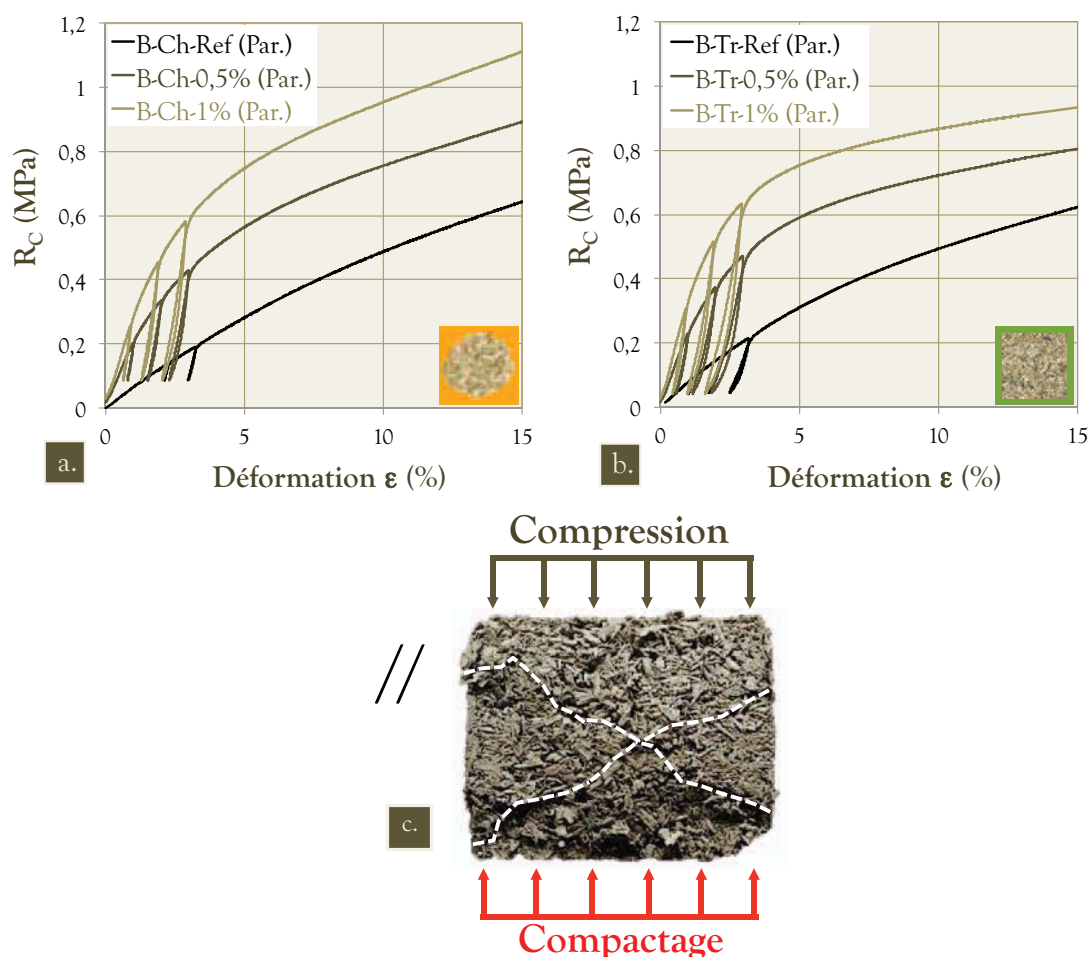 1,2
1
0,8
0,6
0,4
0,2
0
R_C (MPa)
B-Ch-Ref (Par.)
B-Ch-0,5% (Par.)
B-Ch-1% (Par.)
0 5 10 15
a.
Déformation ε (%)
1,2
1
0,8
0,6
0,4
0,2
0
R_C (MPa)
B-Tr-Ref (Par.)
B-Tr-0,5% (Par.)
B-Tr-1% (Par.)
0 5 10 15
b.
Déformation ε (%)
Compression
//
c.
Compactage